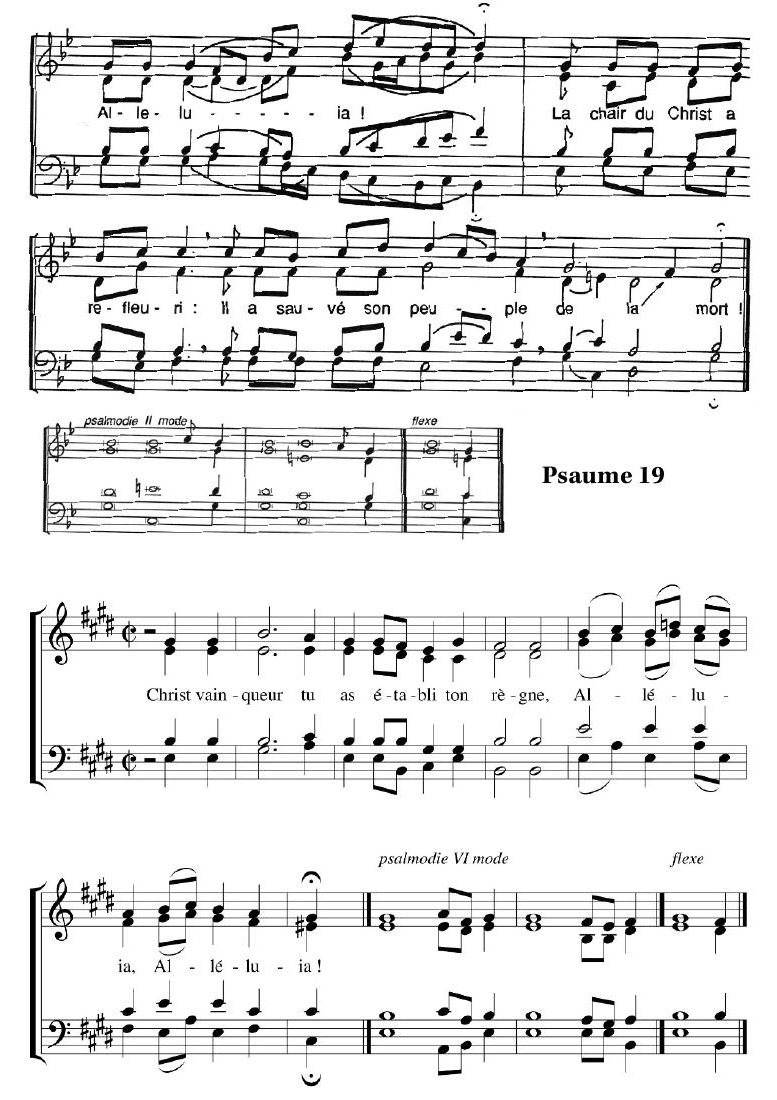 Al- le- lu - - - - ia ! La chair du Christ a
re- fleu- ri : Il a sau- vé son peu - - ple de la mort !
psalmodie II mode flexe
Psaume 19
Christ vain-queur tu as é-ta-bli ton rè-gne, Al - lé - lu -
psalmodie VI mode flexe
ia, Al - lé - lu - ia !